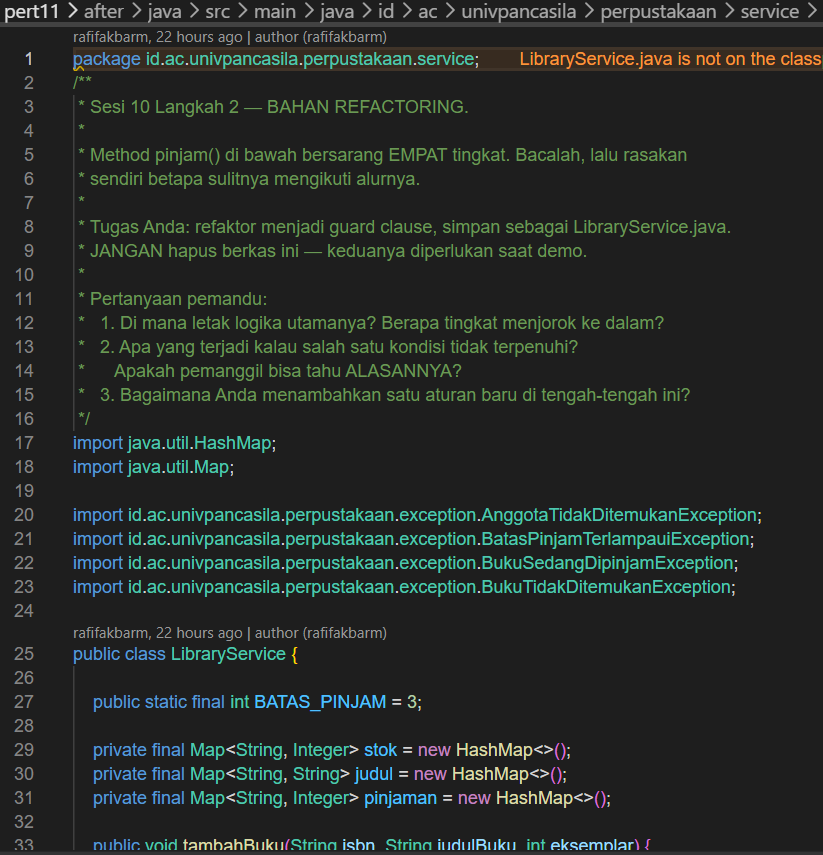 pert11 > after > java > src > main > java > id > ac > univpancasila > perpustakaan > service >
rafifakbarm, 22 hours ago | author (rafifakbarm)
1 package id.ac.univpancasila.perpustakaan.service; LibraryService.java is not on the class
2 /**
3 * Sesi 10 Langkah 2 — BAHAN REFACTORING.
4 *
5 * Method pinjam() di bawah bersarang EMPAT tingkat. Bacalah, lalu rasakan
6 * sendiri betapa sulitnya mengikuti alurnya.
7 *
8 * Tugas Anda: refaktor menjadi guard clause, simpan sebagai LibraryService.java.
9 * JANGAN hapus berkas ini — keduanya diperlukan saat demo.
10 *
11 * Pertanyaan pemandu:
12 * 1. Di mana letak logika utamanya? Berapa tingkat menjorok ke dalam?
13 * 2. Apa yang terjadi kalau salah satu kondisi tidak terpenuhi?
14 * Apakah pemanggil bisa tahu ALASANNYA?
15 * 3. Bagaimana Anda menambahkan satu aturan baru di tengah-tengah ini?
16 */
17 import java.util.HashMap;
18 import java.util.Map;
19
20 import id.ac.univpancasila.perpustakaan.exception.AnggotaTidakDitemukanException;
21 import id.ac.univpancasila.perpustakaan.exception.BatasPinjamTerlampauiException;
22 import id.ac.univpancasila.perpustakaan.exception.BukuSedangDipinjamException;
23 import id.ac.univpancasila.perpustakaan.exception.BukuTidakDitemukanException;
24
rafifakbarm, 22 hours ago | author (rafifakbarm)
25 public class LibraryService {
26
27 public static final int BATAS_PINJAM = 3;
28
29 private final Map<String, Integer> stok = new HashMap<>();
30 private final Map<String, String> judul = new HashMap<>();
31 private final Map<String, Integer> pinjaman = new HashMap<>();
32
33 public void tambahBuku(String isbn, String judulBuku, int eksemplar) {